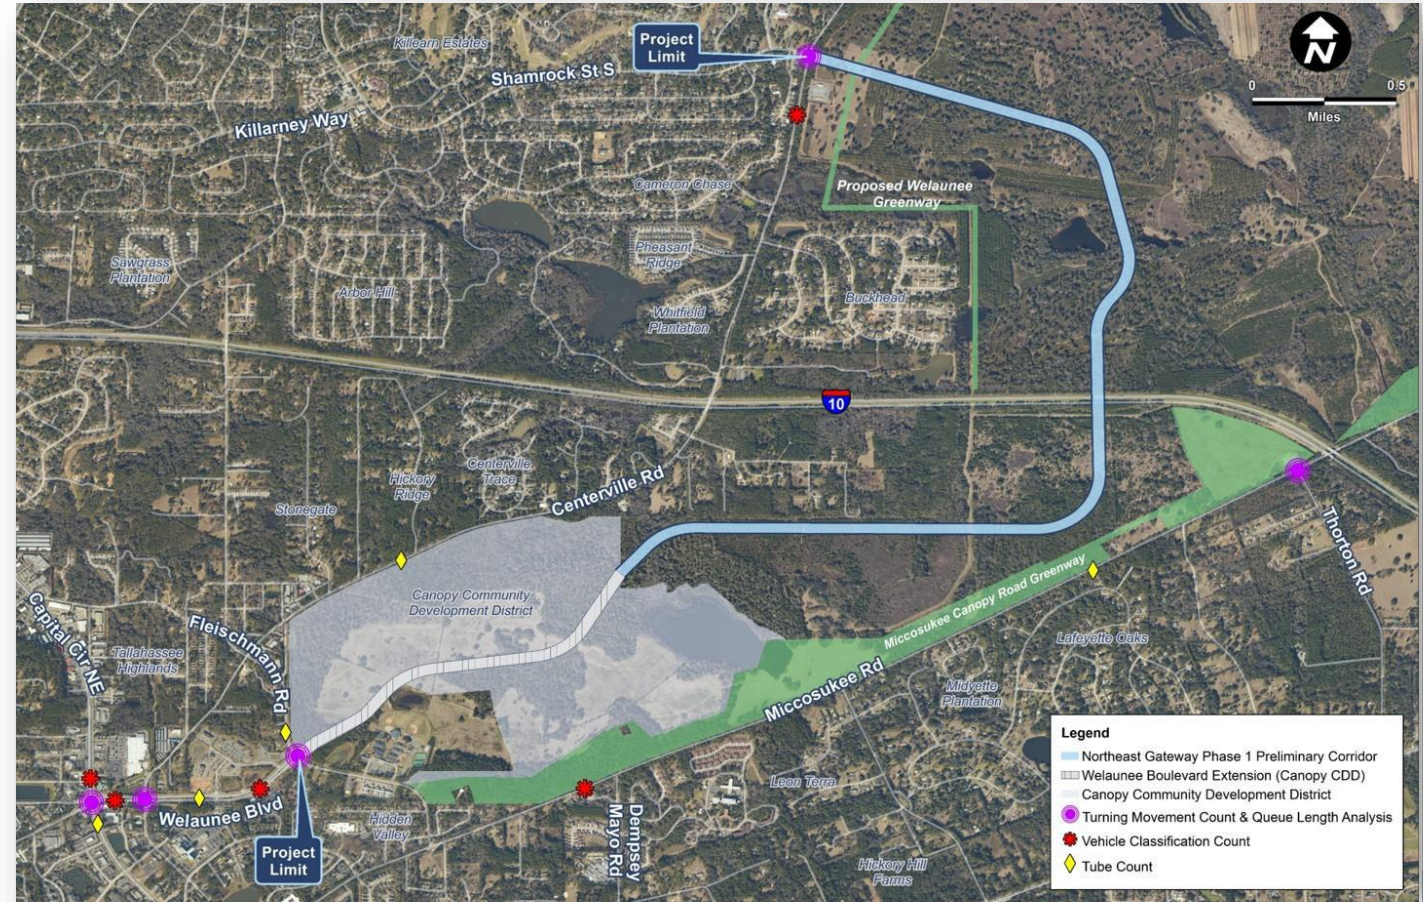 Project
Limit
Killearn Estates
Shamrock St S
Killarney Way
N
0
0.5
Miles
Cameron Chase
Proposed Welaunee
Greenway
Sawgrass
Plantation
Pheasant
Ridge
Arbor Hill
Buckhead
Whitfield
Plantation
10
Centerville
Trace
Hickory
Ridge
Centerville Rd
Stonegate
Thorton Rd
Canopy Community
Development District
Miccosukee Canopy Road Greenway
Capital Cir NE
Fleischmann Rd
Tallahassee
Highlands
Lafeyette Oaks
Miccosukee Rd
Midyette
Plantation
Leon Terra
Welaunee Blvd
Hidden
Valley
Dempsey
Mayo Rd
Project
Limit
Hickory Hill
Farms
Legend
Northeast Gateway Phase 1 Preliminary Corridor
Welaunee Boulevard Extension (Canopy CDD)
Canopy Community Development District
Turning Movement Count & Queue Length Analysis
Vehicle Classification Count
Tube Count